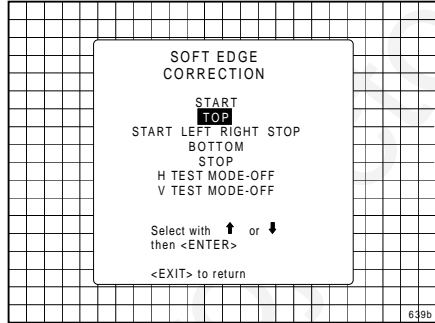 SOFT EDGE
CORRECTION
START
TOP
START LEFT RIGHT STOP
BOTTOM
STOP
H TEST MODE-OFF
V TEST MODE-OFF
Select with ⬆ or ⬇
then <ENTER>
<EXIT> to return
639b